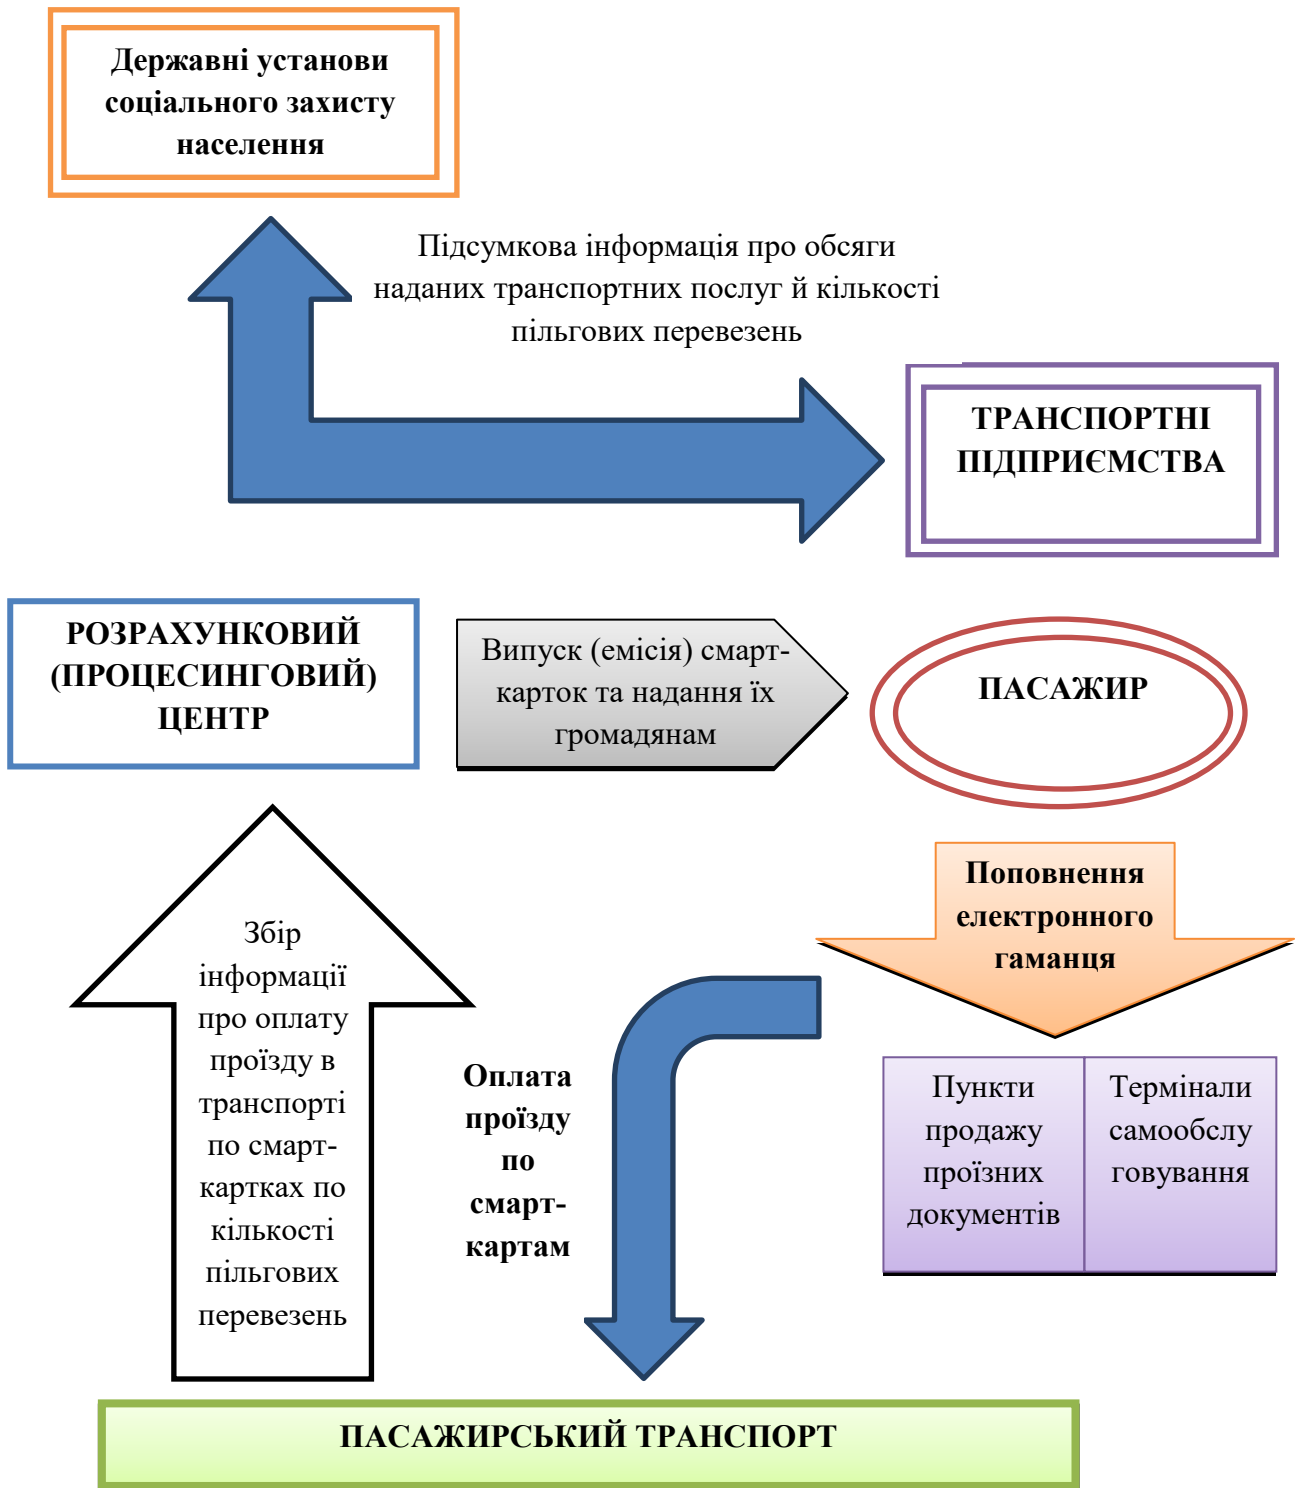 Державні установи
соціального захисту
населення
Підсумкова інформація про обсяги
наданих транспортних послуг й кількості
пільгових перевезень
ТРАНСПОРТНІ
ПІДПРИЄМСТВА
РОЗРАХУНКОВИЙ
(ПРОЦЕСИНГОВИЙ)
ЦЕНТР
Випуск (емісія) смарт-
карток та надання їх
громадянам
ПАСАЖИР
Поповнення
електронного
гаманця
Збір
інформації
про оплату
проїзду в
транспорті
по смарт-
картках по
кількості
пільгових
перевезень
Оплата
проїзду
по
смарт-
картам
Пункти
продажу
проїзних
документів
Термінали
самообслу
говування
ПАСАЖИРСЬКИЙ ТРАНСПОРТ